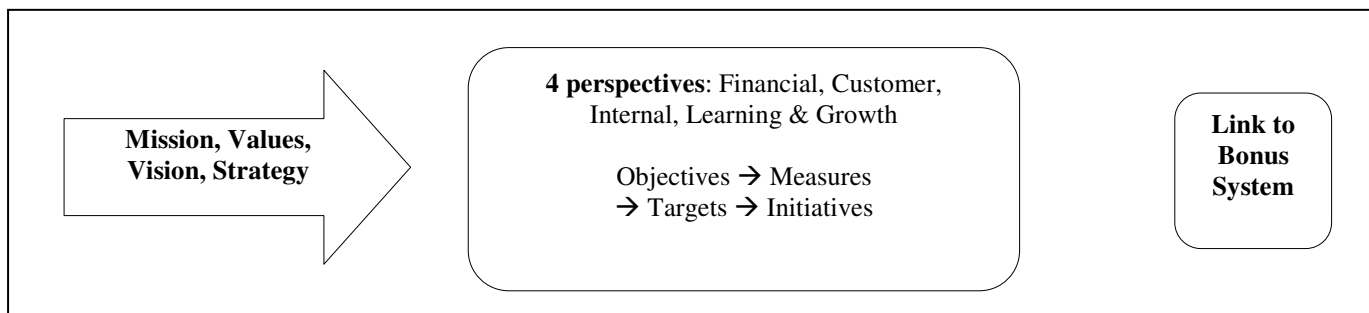 Mission, Values,
Vision, Strategy
4 perspectives: Financial, Customer,
Internal, Learning & Growth
Objectives → Measures
→ Targets → Initiatives
Link to
Bonus
System